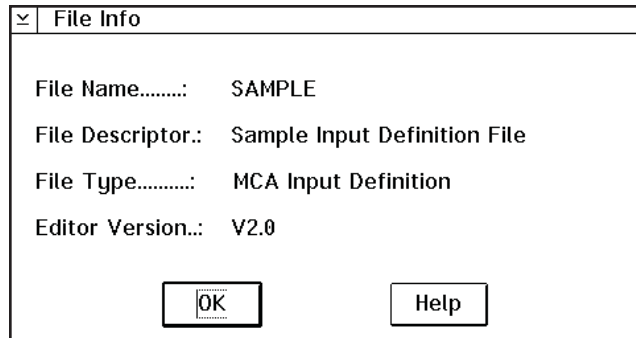 File Info
File Name.......: SAMPLE
File Descriptor.: Sample Input Definition File
File Type..........: MCA Input Definition
Editor Version..: V2.0
OK Help